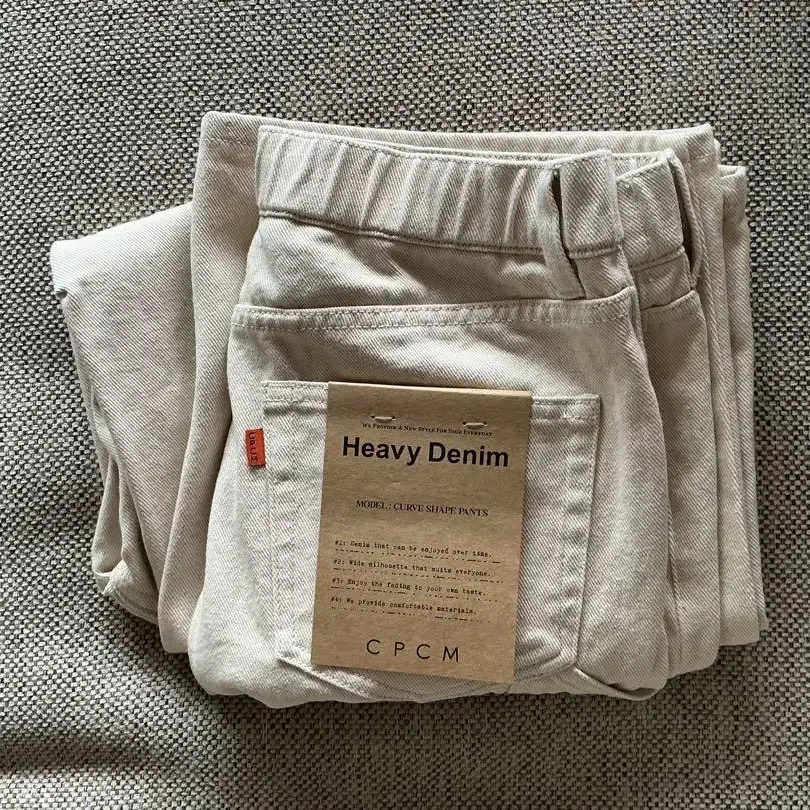 WE PROPOSE A NEW STYLE FOR YOUR EVERYDAY
Heavy Denim
MODEL : CURVE SHAPE PANTS
#1: Denim that can be enjoyed over time.
#2: Wide silhouette that suits everyone.
#3: Enjoy the fading to your own taste.
#4: We provide comfortable materials.
CPCM